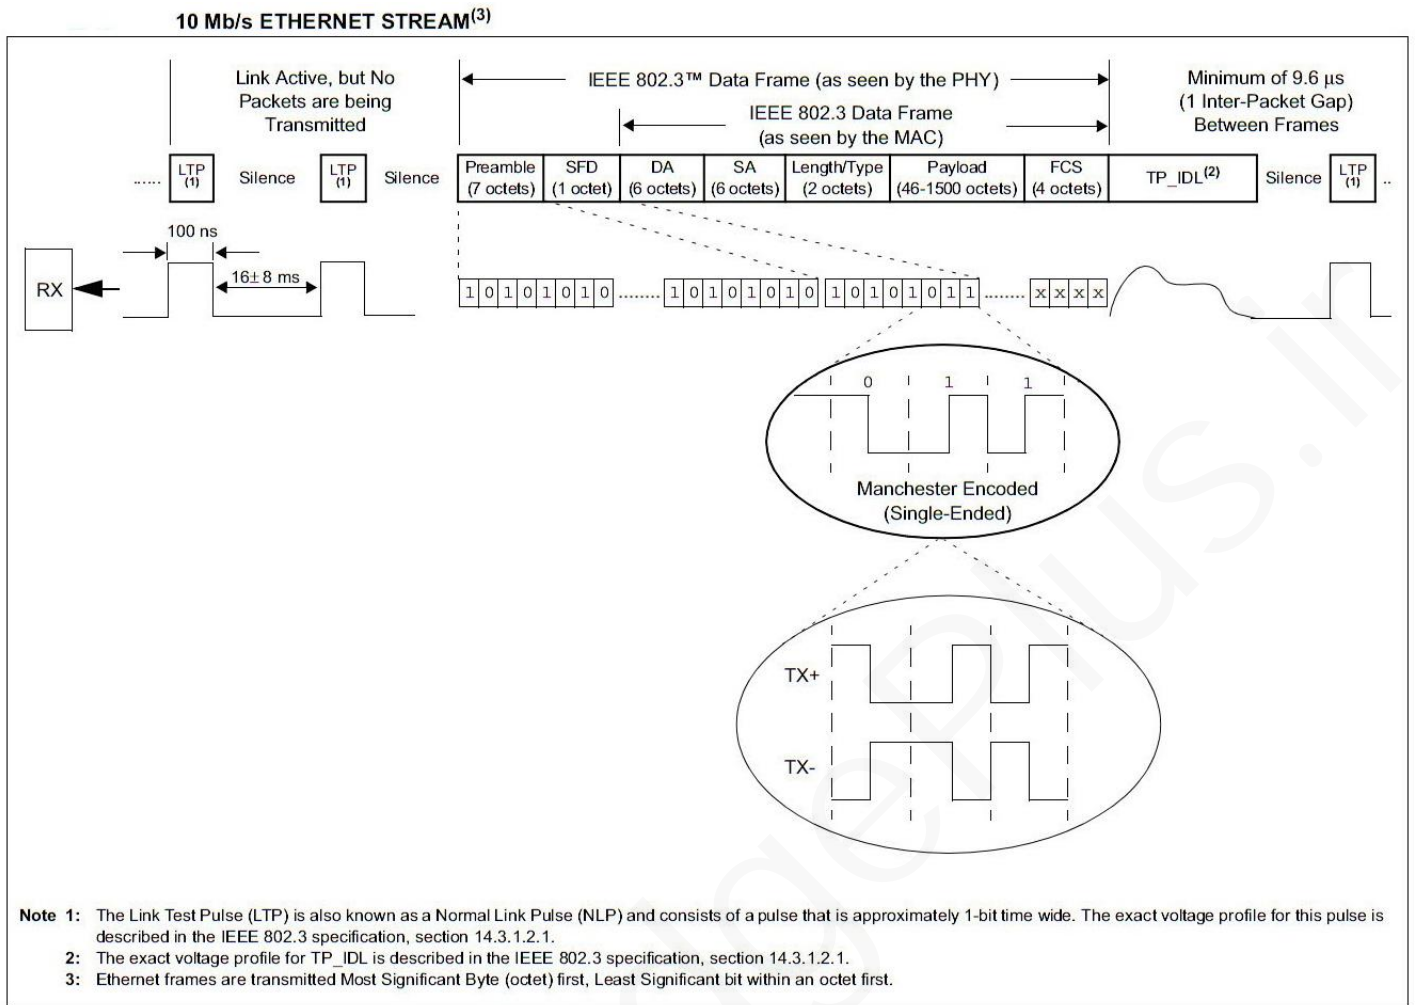 10 Mb/s ETHERNET STREAM(3)
Link Active, but No
Packets are being
Transmitted
IEEE 802.3™ Data Frame (as seen by the PHY)
IEEE 802.3 Data Frame
(as seen by the MAC)
Minimum of 9.6 µs
(1 Inter-Packet Gap)
Between Frames
...... LTP (1) Silence LTP (1) Silence
Preamble (7 octets) SFD (1 octet) DA (6 octets) SA (6 octets) Length/Type (2 octets) Payload (46-1500 octets) FCS (4 octets) TP_IDL(2) Silence LTP (1) ..
100 ns
RX
16± 8 ms
1 0 1 0 1 0 1 0 ......... 1 0 1 0 1 0 1 0 1 0 1 0 1 0 1 1 ........ x x x x
0 1 1
Manchester Encoded
(Single-Ended)
TX+
TX-
Note 1: The Link Test Pulse (LTP) is also known as a Normal Link Pulse (NLP) and consists of a pulse that is approximately 1-bit time wide. The exact voltage profile for this pulse is
described in the IEEE 802.3 specification, section 14.3.1.2.1.
2: The exact voltage profile for TP_IDL is described in the IEEE 802.3 specification, section 14.3.1.2.1.
3: Ethernet frames are transmitted Most Significant Byte (octet) first, Least Significant bit within an octet first.
lgePlus.ir